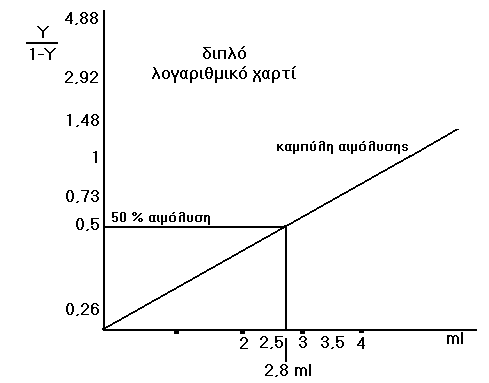 4,88
Y
1-Y
διπλό
λογαριθμικό χαρτί
2,92
1,48
καμπύλη αιμόλυσης
1
0,73
50 % αιμόλυση
0,5
0,26
2 2,5 3 3,5 4 ml
2,8 ml